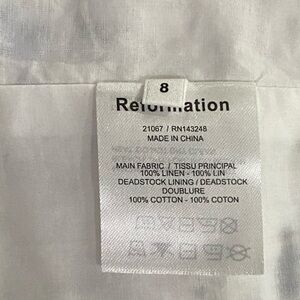 8
Reformation
21067 / RN143248
MADE IN CHINA
MAIN FABRIC / TISSU PRINCIPAL
100% LINEN - 100% LIN
DEADSTOCK LINING / DEADSTOCK
DOUBLURE
100% COTTON - 100% COTON